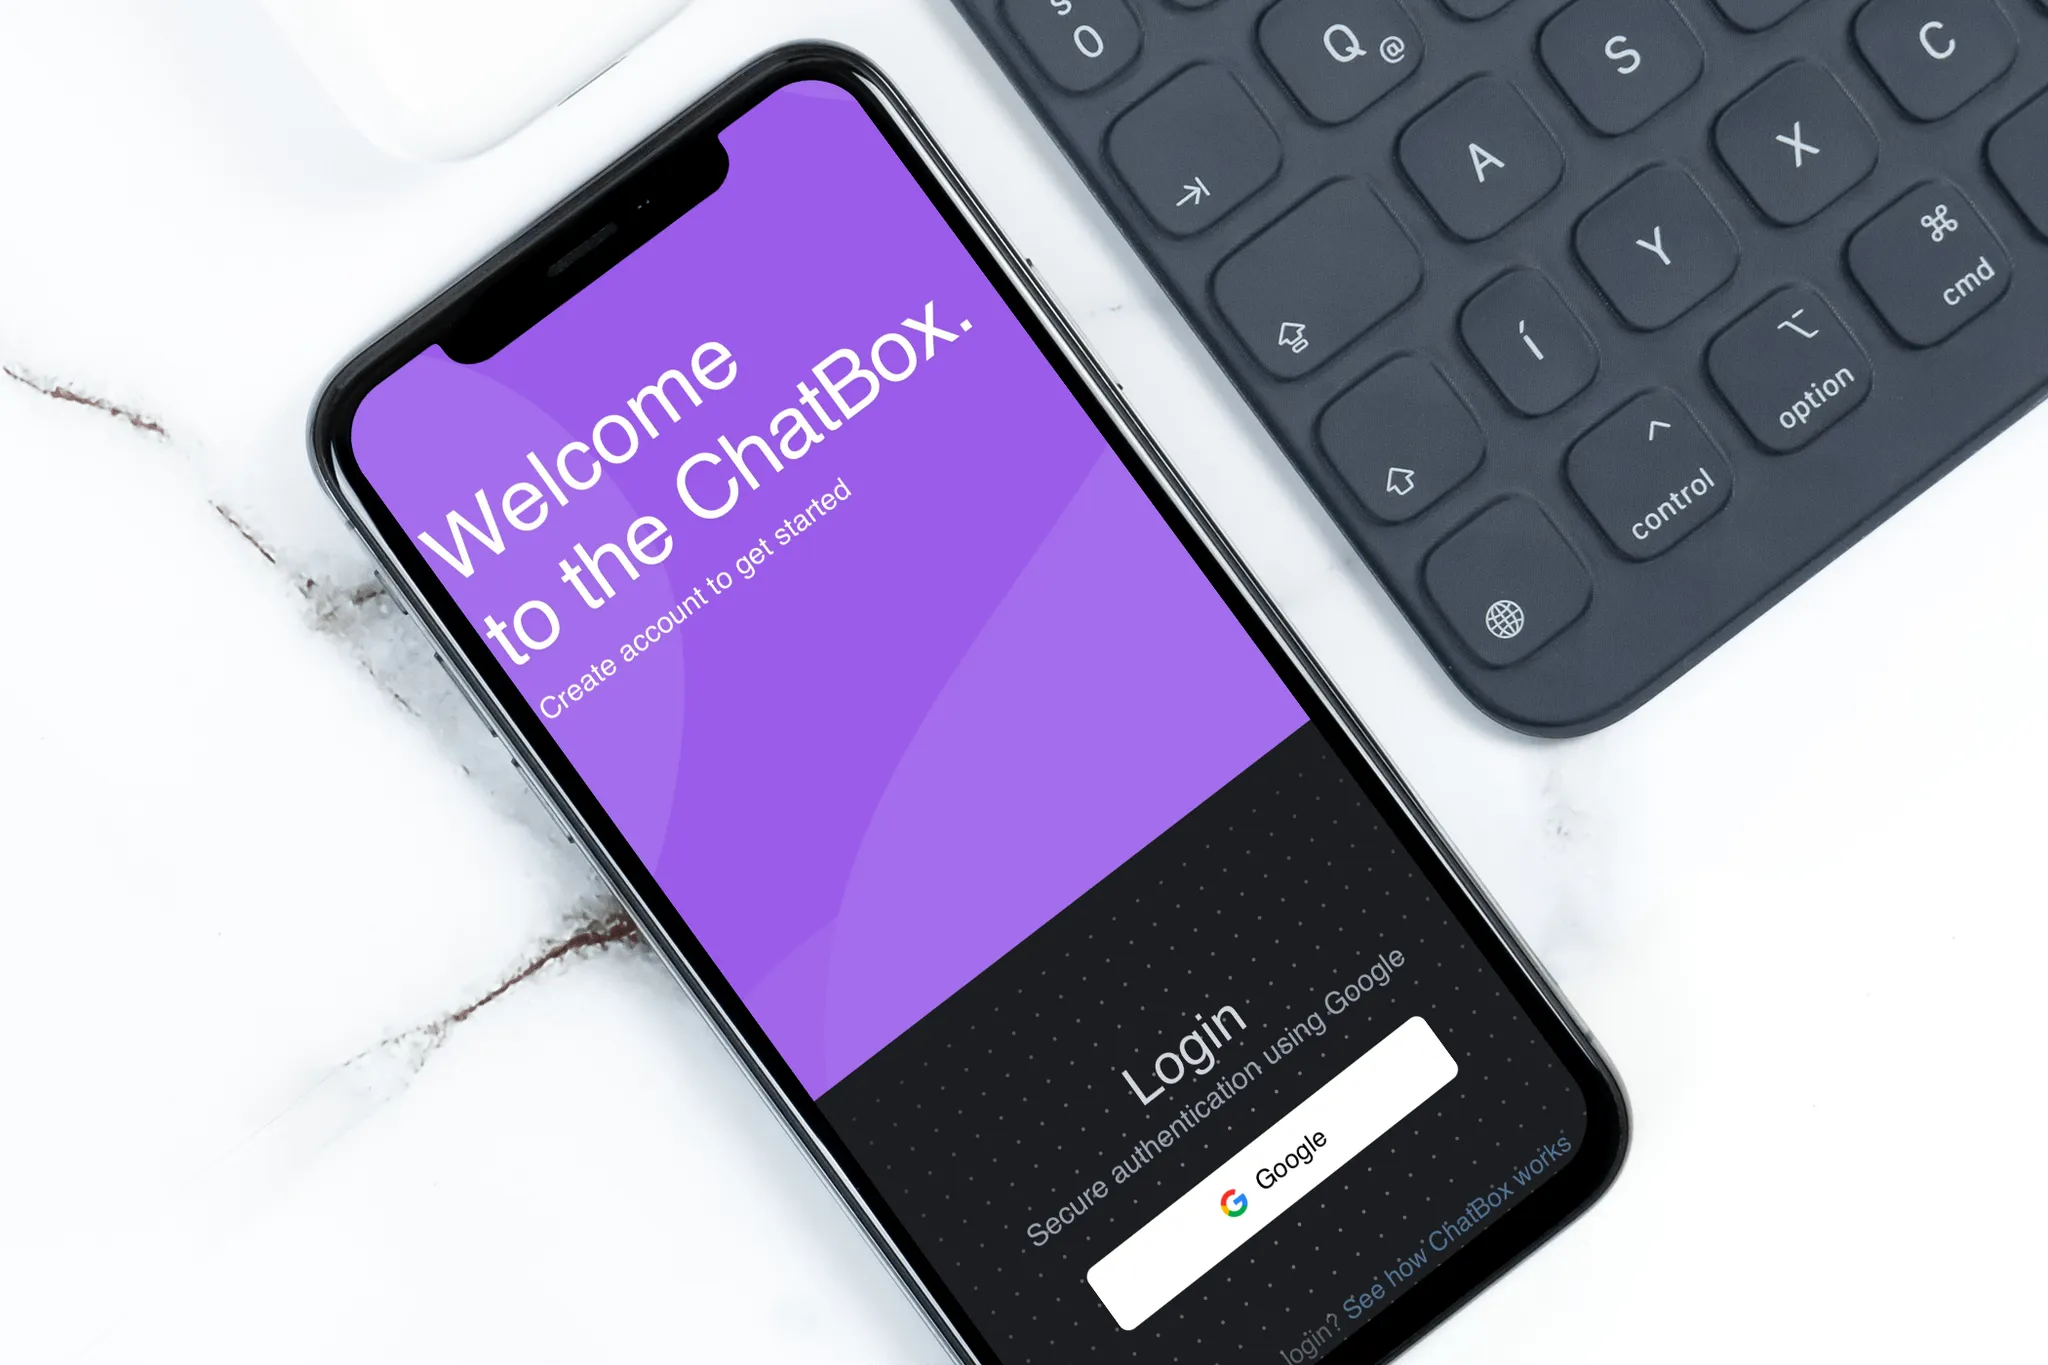 Welcome
to the ChatBox.
Create account to get started
Login
Secure authentication using Google
Google
login? See how ChatBox works
S
O
Q @
S
C
A
X
Y
Í
⌘
cmd
option
^
control